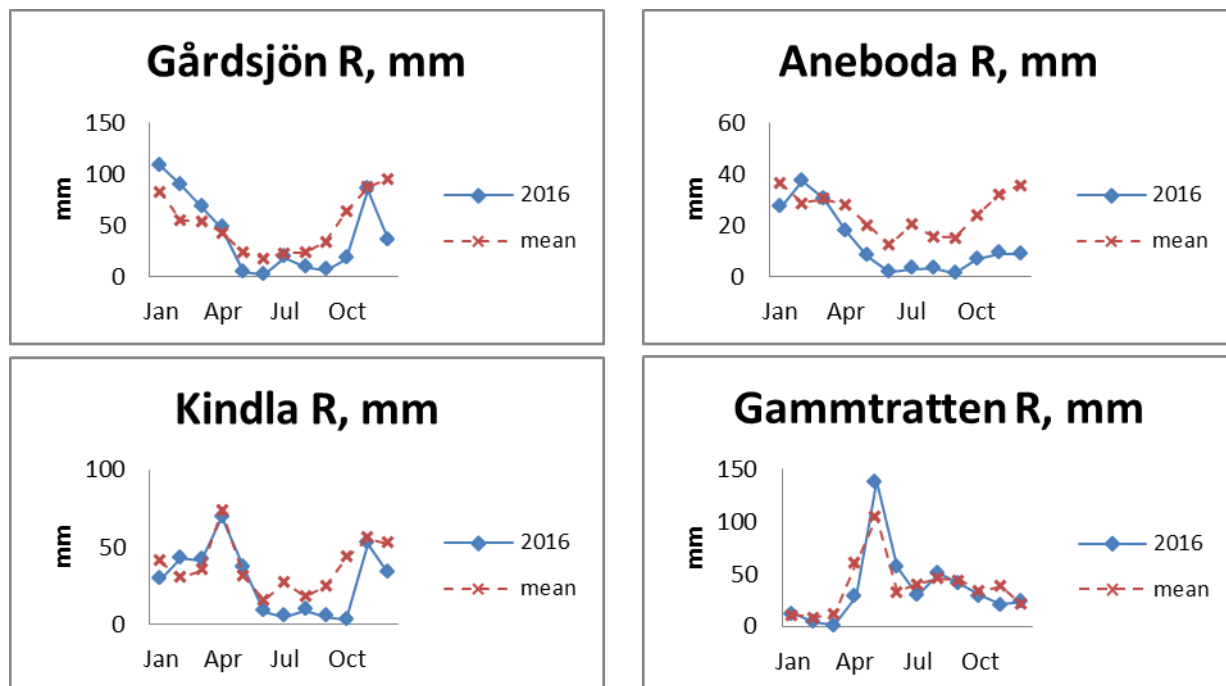 Gårdsjön R, mm
150
100
50
0
mm
Jan Apr Jul Oct
2016
mean
Aneboda R, mm
60
40
20
0
mm
Jan Apr Jul Oct
2016
mean
Kindla R, mm
100
50
0
mm
Jan Apr Jul Oct
2016
mean
Gammtratten R, mm
150
100
50
0
mm
Jan Apr Jul Oct
2016
mean